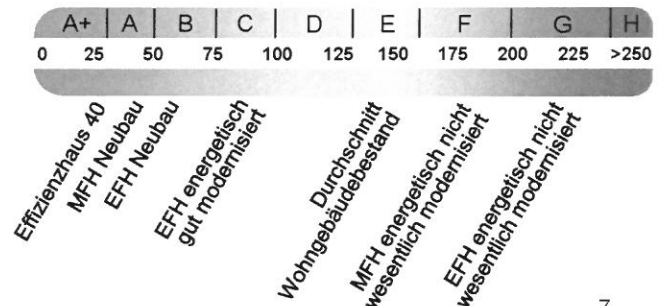 A+ A B C D E F G H
0 25 50 75 100 125 150 175 200 225 >250
Effizienzhaus 40
MFH Neubau
EFH Neubau
EFH energetisch
gut modernisiert
Durchschnitt
Wohngebäudebestand
MFH energetisch nicht
wesentlich modernisiert
EFH energetisch nicht
wesentlich modernisiert
7